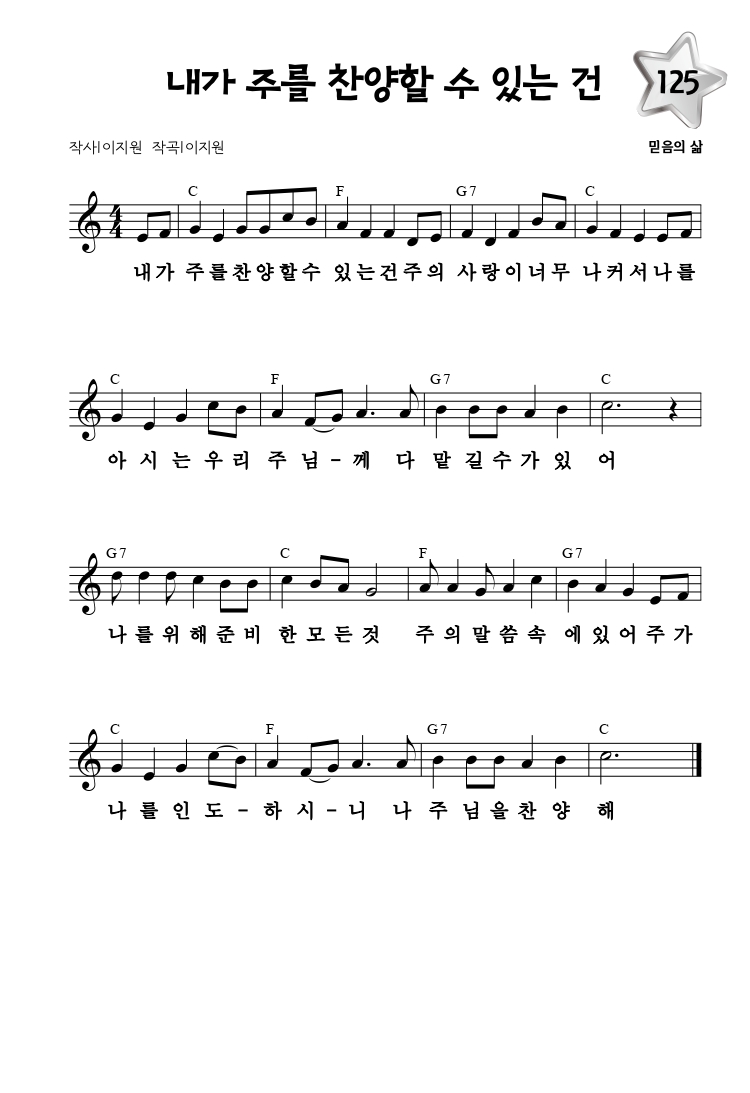 내가 주를 찬양할 수 있는 건
125
작사|이지원 작곡|이지원
믿음의 삶
C F G7 C
내가 주를찬양할수 있는건주의 사랑이너무 나커서나를
C F G7 C
아 시 는 우 리 주 님 - 께 다 맡 길 수 가 있 어
G7 C F G7
나 를 위 해 준 비 한 모 든 것 주 의 말 씀 속 에 있 어 주 가
C F G7 C
나 를 인 도 - 하 시 - 니 나 주 님 을 찬 양 해